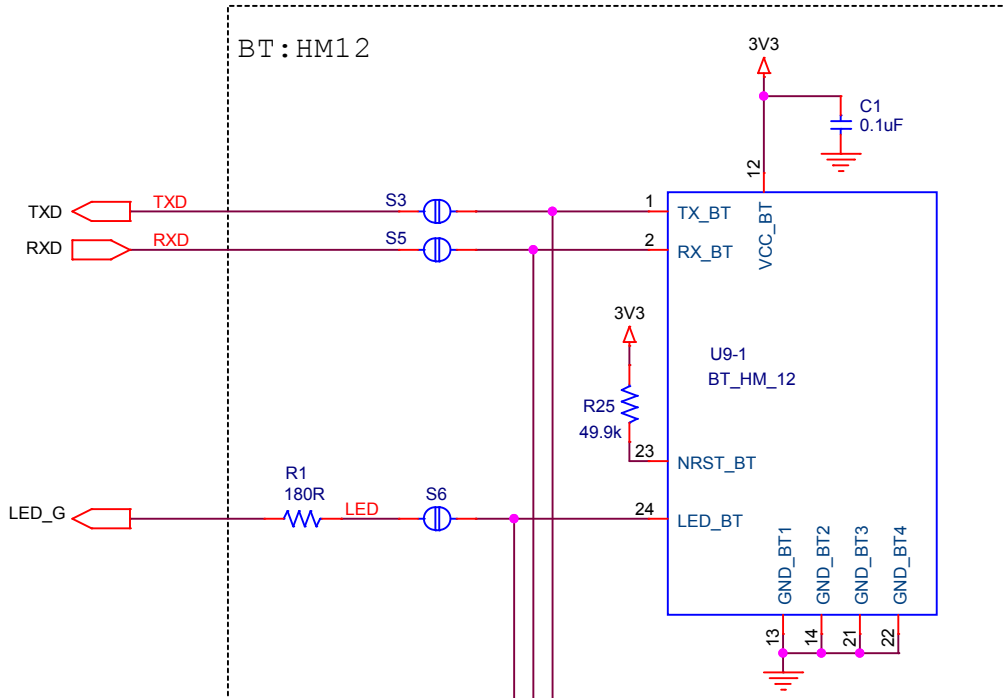 BT:HM12
3V3
C1
0.1uF
12
TXD
TXD
S3
1
TX_BT
RXD
RXD
S5
2
RX_BT
VCC_BT
3V3
U9-1
BT_HM_12
R25
49.9k
23
NRST_BT
R1
180R
LED_G
LED
S6
24
LED_BT
GND_BT1
GND_BT2
GND_BT3
GND_BT4
13
14
21
22